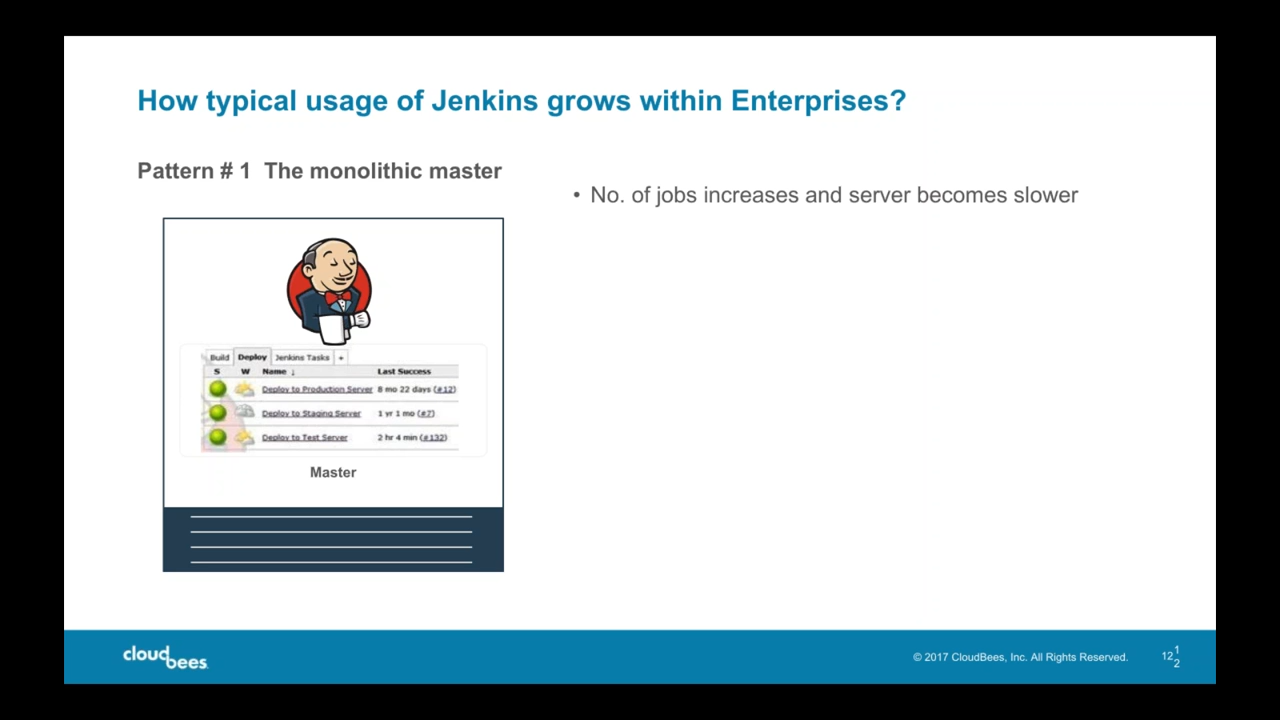 How typical usage of Jenkins grows within Enterprises?
Pattern # 1 The monolithic master
• No. of jobs increases and server becomes slower
Build Deploy Jenkins Tasks +
S W Name ↓ Last Success
Deploy to Production Server 8 mo 22 days (#12)
Deploy to Staging Server 1 yr 1 mo (#7)
Deploy to Test Server 2 hr 4 min (#132)
Master
cloudbees
© 2017 CloudBees, Inc. All Rights Reserved.
12
1
2